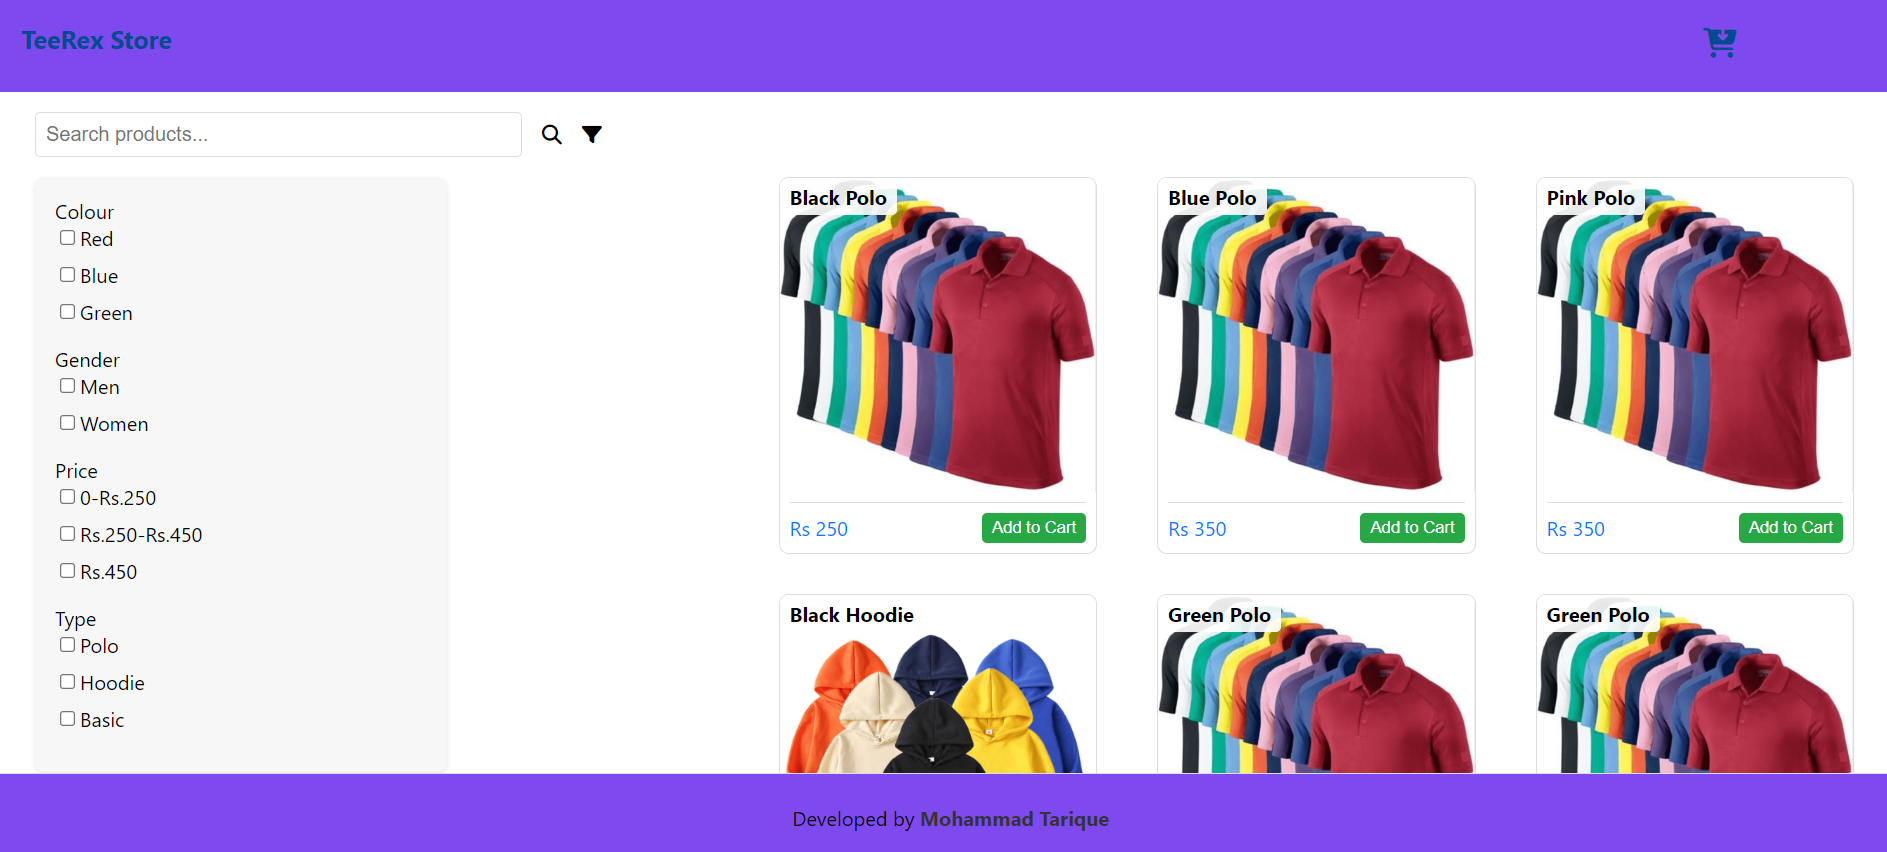 TeeRex Store
Search products...
Colour
Red
Blue
Green
Gender
Men
Women
Price
0-Rs.250
Rs.250-Rs.450
Rs.450
Type
Polo
Hoodie
Basic
Black Polo
Rs 250
Add to Cart
Blue Polo
Rs 350
Add to Cart
Pink Polo
Rs 350
Add to Cart
Black Hoodie
Green Polo
Green Polo
Developed by Mohammad Tarique